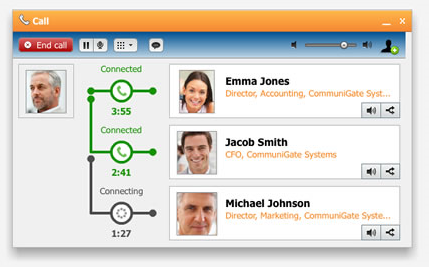 Call
End call
Connected
3:55
Emma Jones
Director, Accounting, CommuniGate Syst...
Connected
2:41
Jacob Smith
CFO, CommuniGate Systems
Connecting
1:27
Michael Johnson
Director, Marketing, CommuniGate Syste...